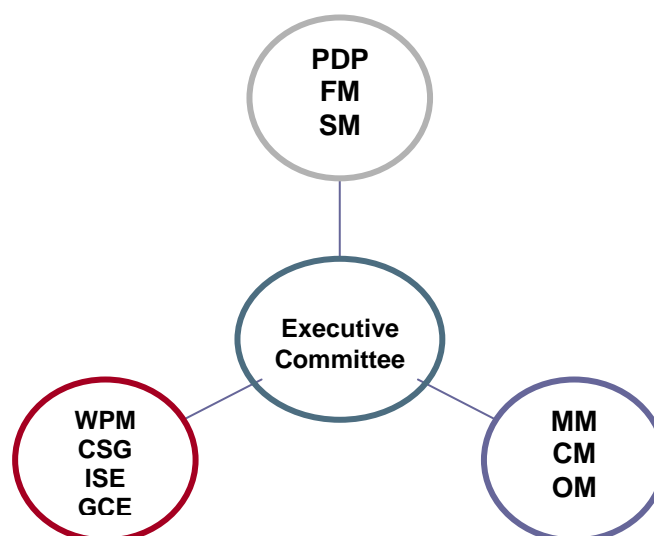 PDP
FM
SM
Executive
Committee
WPM
CSG
ISE
GCE
MM
CM
OM